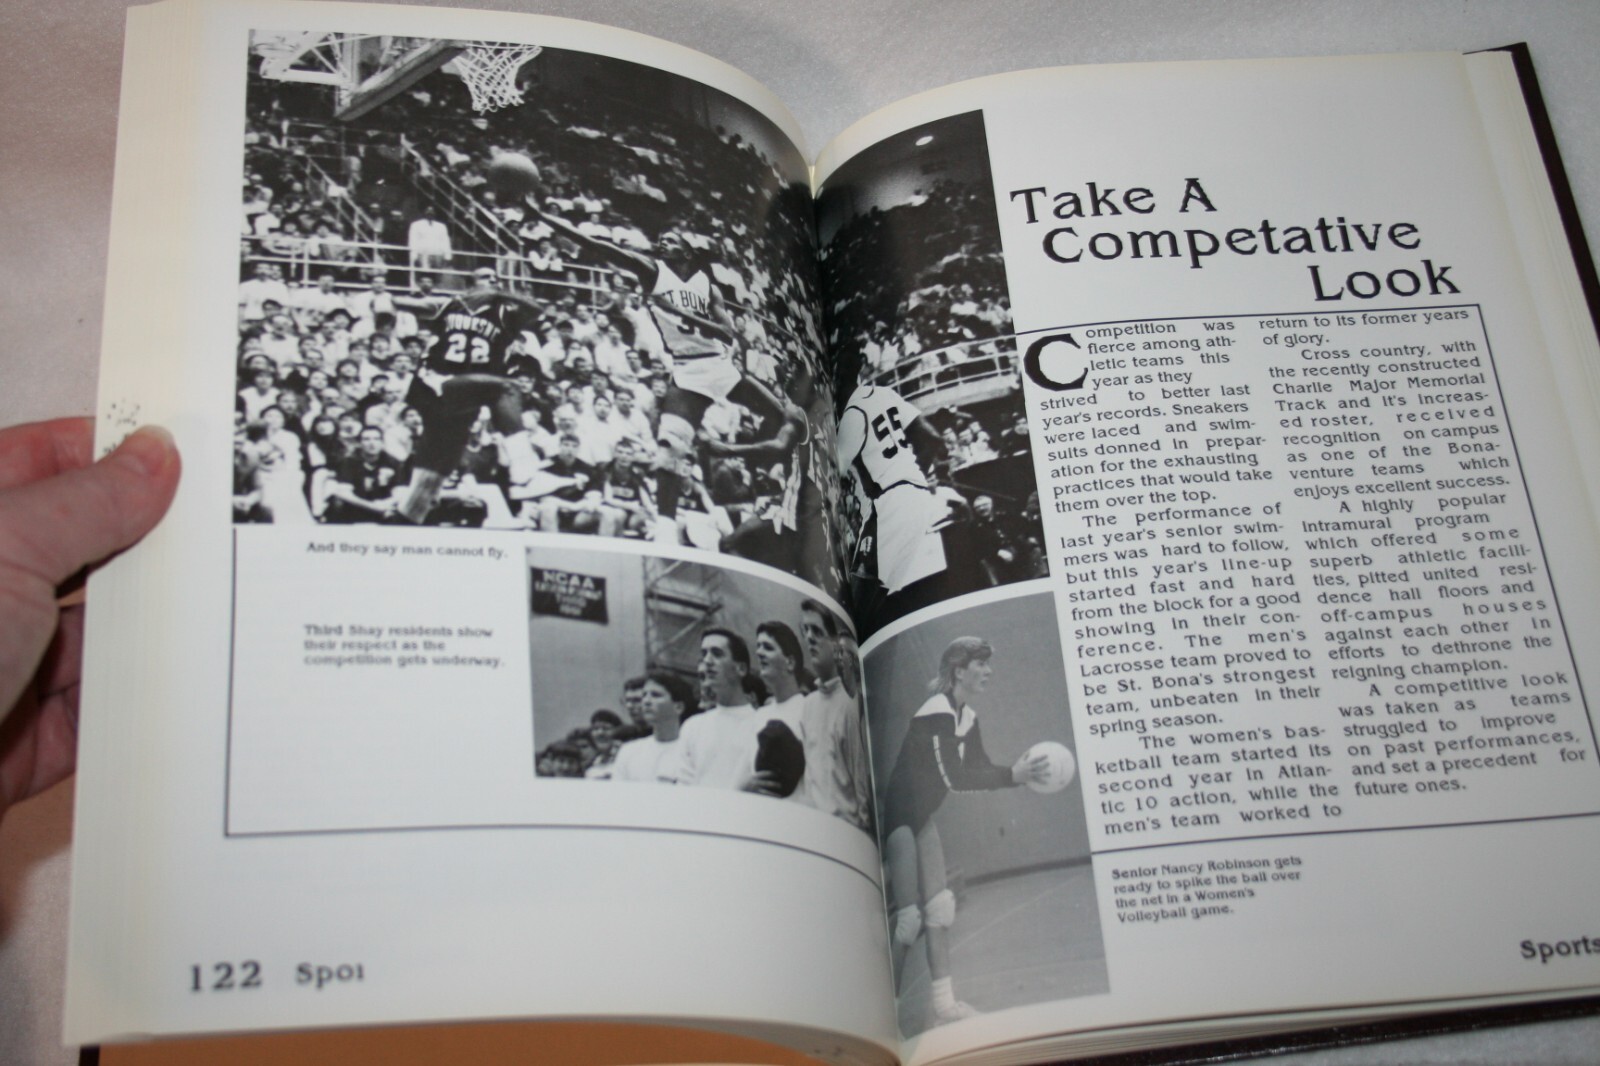 And they say man cannot fly.
Third Shay residents show
their respect as the
competition gets underway.
NCAA
22
55
122 Spor
Take A
Competative
Look
Competition was
fierce among ath-
letic teams this
year as they
strived to better last
year's records. Sneakers
were laced and swim-
suits donned in prepar-
ation for the exhausting
practices that would take
them over the top.
The performance of
last year's senior swim-
mers was hard to follow,
but this year's line-up
started fast and hard
from the block for a good
showing in their con-
ference. The men's
Lacrosse team proved to
be St. Bona's strongest
team, unbeaten in their
spring season.
The women's bas-
ketball team started its
second year in Atlan-
tic 10 action, while the
men's team worked to
return to its former years
of glory.
Cross country, with
the recently constructed
Charlie Major Memorial
Track and it's increas-
ed roster, received
recognition on campus
as one of the Bona-
venture teams which
enjoys excellent success.
A highly popular
intramural program
which offered some
superb athletic facili-
ties, pitted united resi-
dence hall floors and
off-campus houses
against each other in
efforts to dethrone the
reigning champion.
A competitive look
was taken as teams
struggled to improve
on past performances,
and set a precedent for
future ones.
Senior Nancy Robinson gets
ready to spike the ball over
the net in a Women's
Volleyball game.
Sports